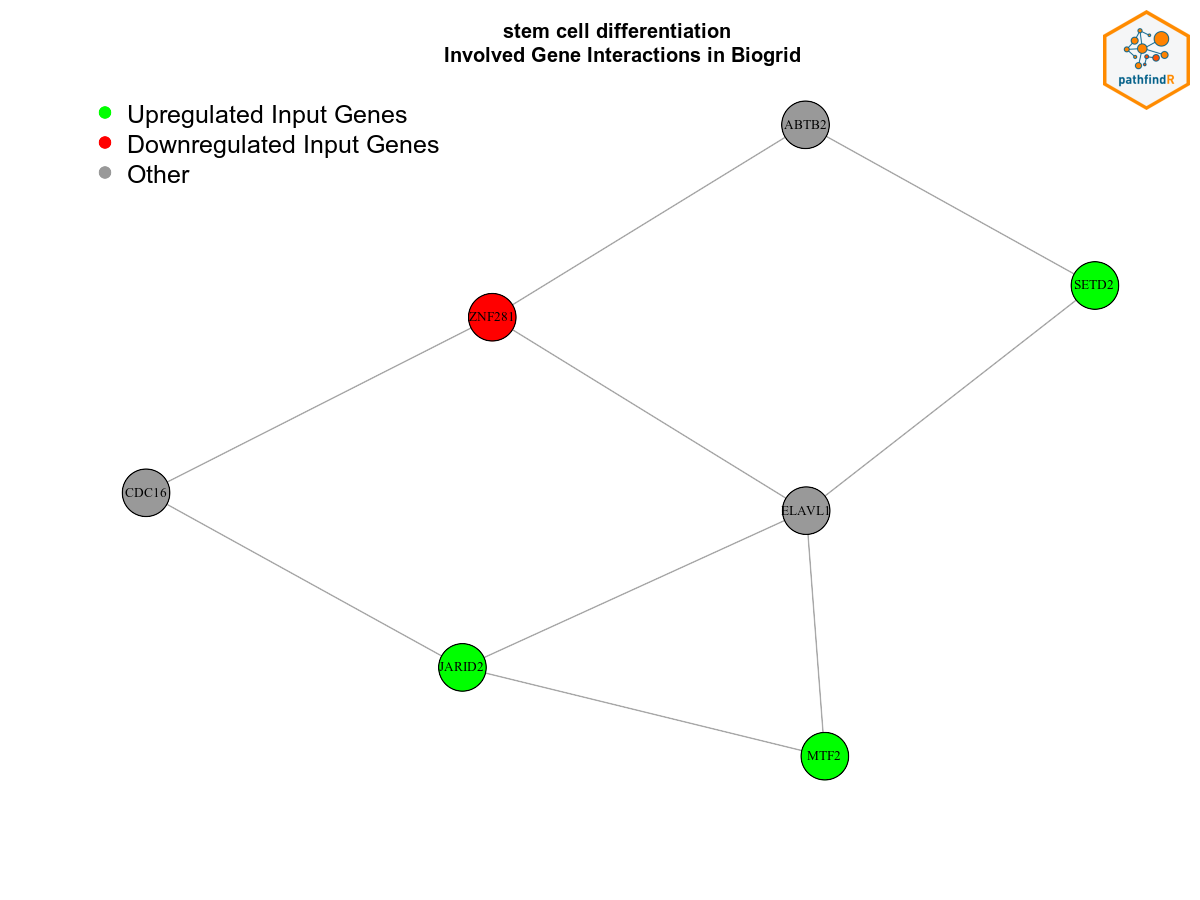 stem cell differentiation
Involved Gene Interactions in Biogrid
pathfindR
Upregulated Input Genes
Downregulated Input Genes
Other
ABTB2
SETD2
ZNF281
CDC16
ELAVL1
JARID2
MTF2